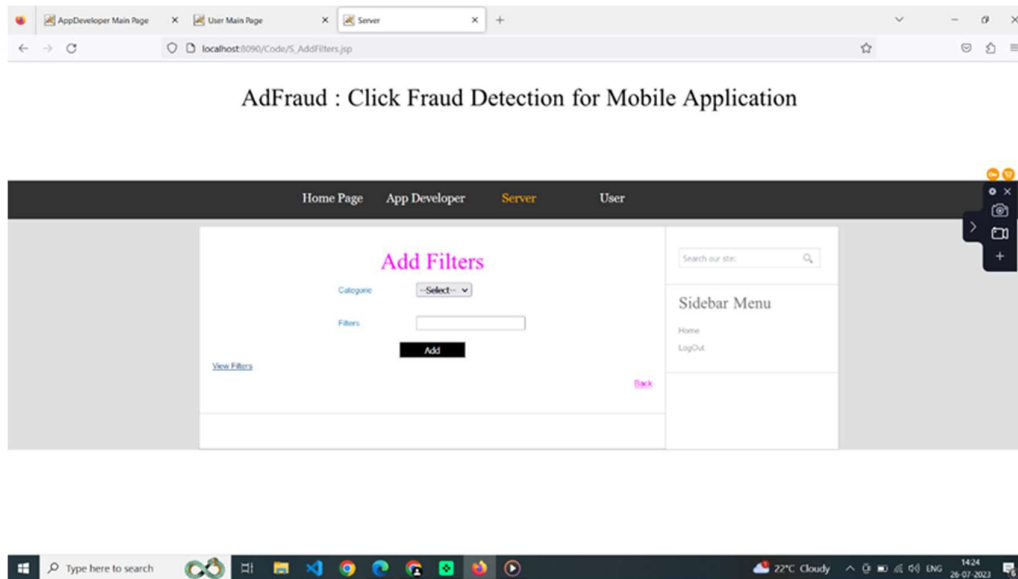 AppDeveloper Main Page
User Main Page
Server
localhost:8090/Code/S_AddFilters.jsp
AdFraud : Click Fraud Detection for Mobile Application
Home Page App Developer Server User
Add Filters
Categorie --Select--
Filters
Add
View Filters
Back
Search our site:
Sidebar Menu
Home
LogOut
Type here to search
22°C Cloudy
ENG
14:24
26-07-2023